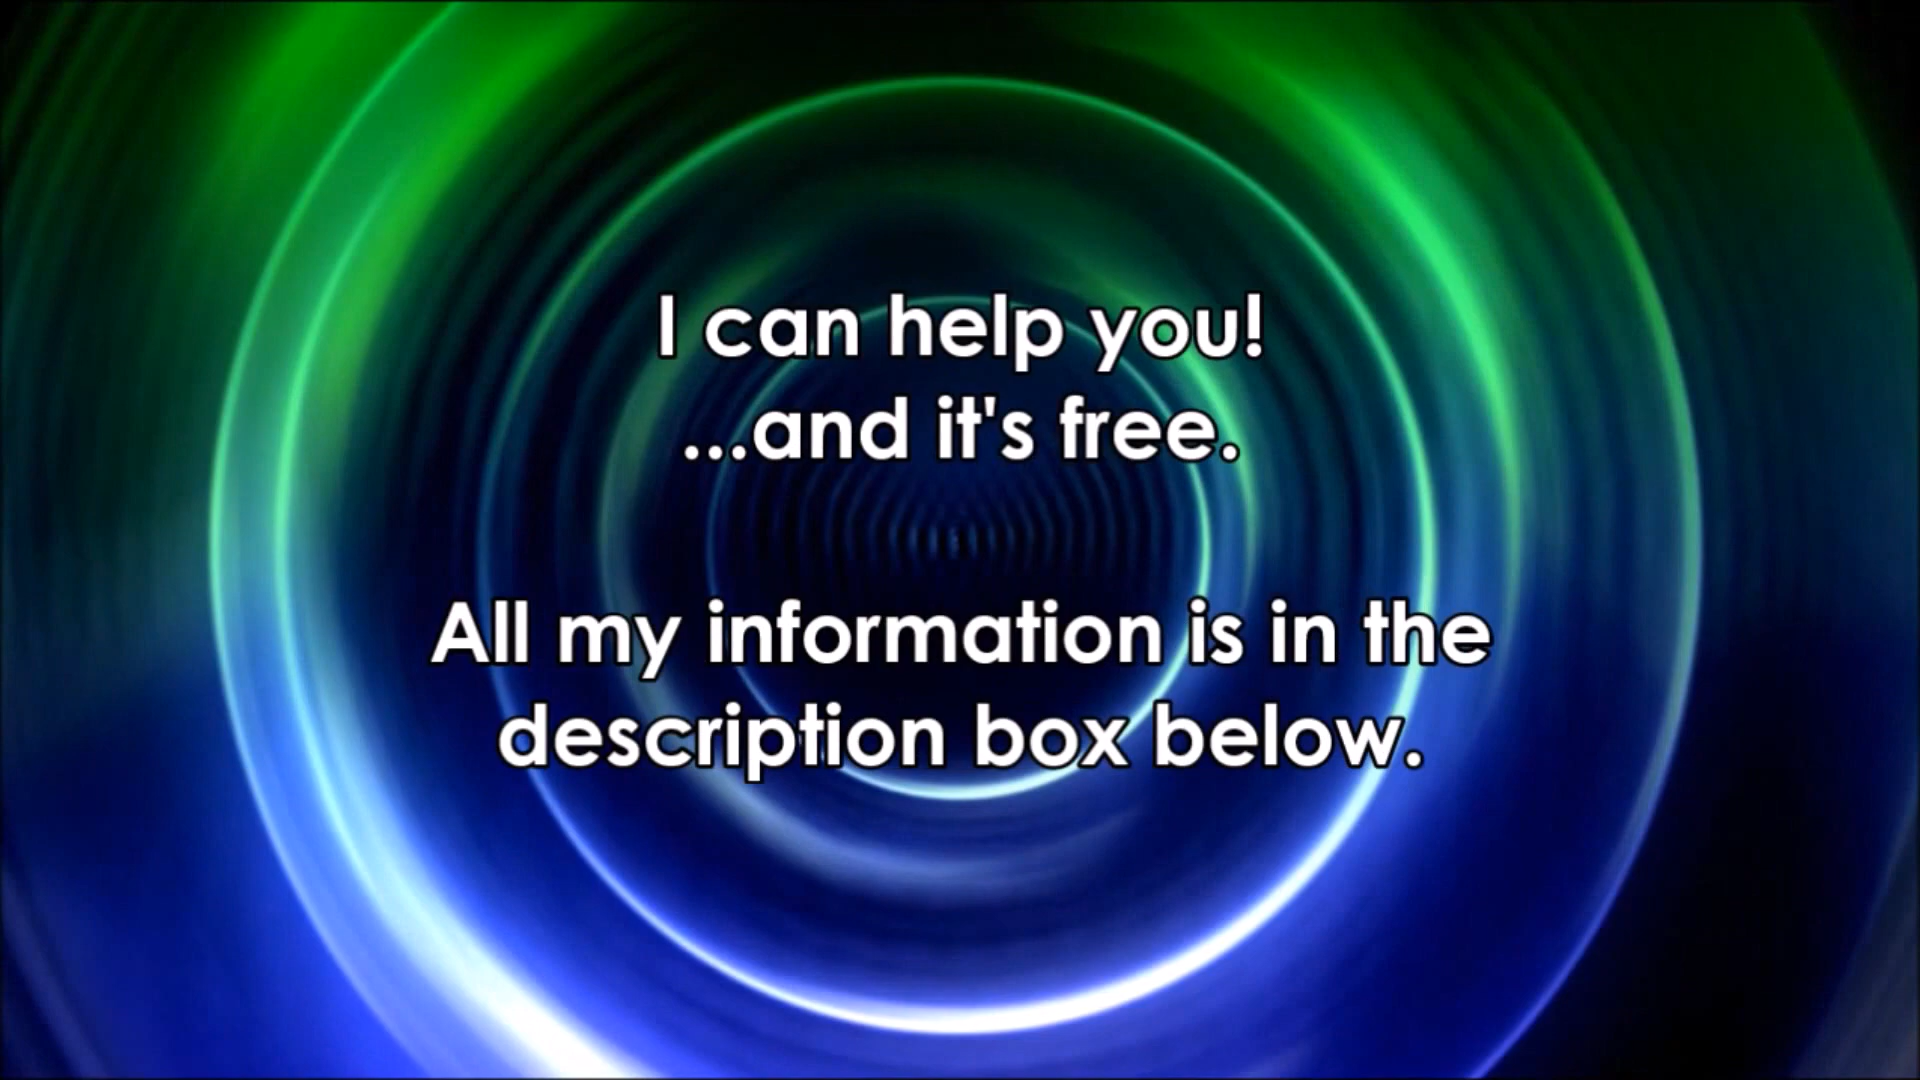 I can help you!
...and it's free.
All my information is in the
description box below.